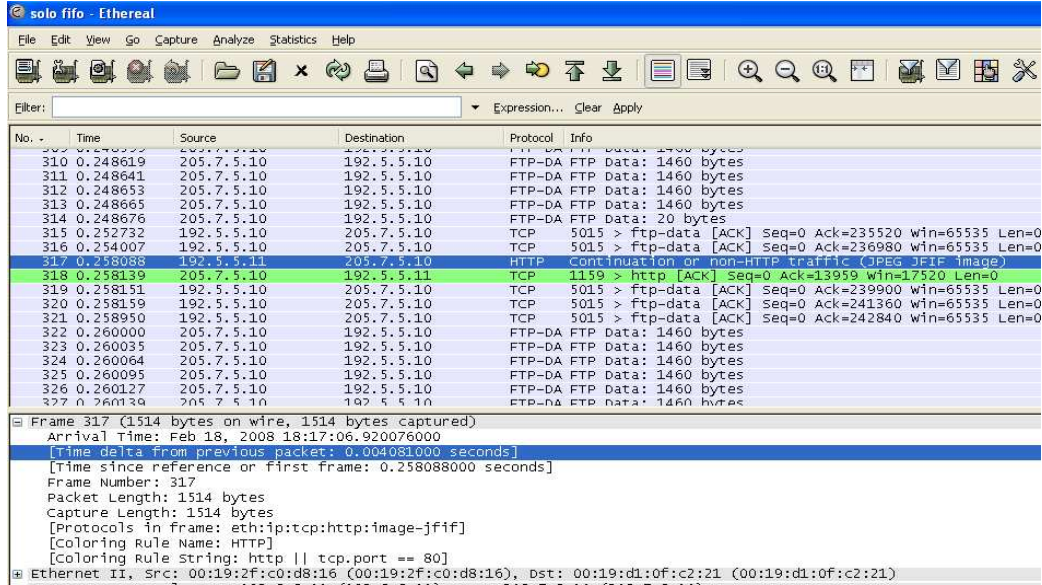 solo fifo - Ethereal
File Edit View Go Capture Analyze Statistics Help
Filter: Expression... Clear Apply
No. - Time Source Destination Protocol Info
310 0.248619 205.7.5.10 192.5.5.10 FTP-DA FTP Data: 1460 bytes
311 0.248641 205.7.5.10 192.5.5.10 FTP-DA FTP Data: 1460 bytes
312 0.248653 205.7.5.10 192.5.5.10 FTP-DA FTP Data: 1460 bytes
313 0.248665 205.7.5.10 192.5.5.10 FTP-DA FTP Data: 1460 bytes
314 0.248676 205.7.5.10 192.5.5.10 FTP-DA FTP Data: 20 bytes
315 0.252732 192.5.5.10 205.7.5.10 TCP 5015 > ftp-data [ACK] Seq=0 Ack=235520 Win=65535 Len=0
316 0.254007 192.5.5.10 205.7.5.10 TCP 5015 > ftp-data [ACK] Seq=0 Ack=236980 Win=65535 Len=0
317 0.258088 192.5.5.11 205.7.5.10 HTTP Continuation or non-HTTP traffic (JPEG JFIF image)
318 0.258139 205.7.5.10 192.5.5.11 TCP 1159 > http [ACK] Seq=0 Ack=13959 Win=17520 Len=0
319 0.258151 192.5.5.10 205.7.5.10 TCP 5015 > ftp-data [ACK] Seq=0 Ack=239900 Win=65535 Len=0
320 0.258159 192.5.5.10 205.7.5.10 TCP 5015 > ftp-data [ACK] Seq=0 Ack=241360 Win=65535 Len=0
321 0.258950 192.5.5.10 205.7.5.10 TCP 5015 > ftp-data [ACK] Seq=0 Ack=242840 Win=65535 Len=0
322 0.260000 205.7.5.10 192.5.5.10 FTP-DA FTP Data: 1460 bytes
323 0.260035 205.7.5.10 192.5.5.10 FTP-DA FTP Data: 1460 bytes
324 0.260064 205.7.5.10 192.5.5.10 FTP-DA FTP Data: 1460 bytes
325 0.260095 205.7.5.10 192.5.5.10 FTP-DA FTP Data: 1460 bytes
326 0.260127 205.7.5.10 192.5.5.10 FTP-DA FTP Data: 1460 bytes
327 0.260139 205.7.5.10 192.5.5.10 FTP-DA FTP Data: 1460 bytes
Frame 317 (1514 bytes on wire, 1514 bytes captured)
Arrival Time: Feb 18, 2008 18:17:06.920076000
[Time delta from previous packet: 0.004081000 seconds]
[Time since reference or first frame: 0.258088000 seconds]
Frame Number: 317
Packet Length: 1514 bytes
Capture Length: 1514 bytes
[Protocols in frame: eth:ip:tcp:http:image-jfif]
[Coloring Rule Name: HTTP]
[Coloring Rule String: http || tcp.port == 80]
Ethernet II, Src: 00:19:2f:c0:d8:16 (00:19:2f:c0:d8:16), Dst: 00:19:d1:0f:c2:21 (00:19:d1:0f:c2:21)